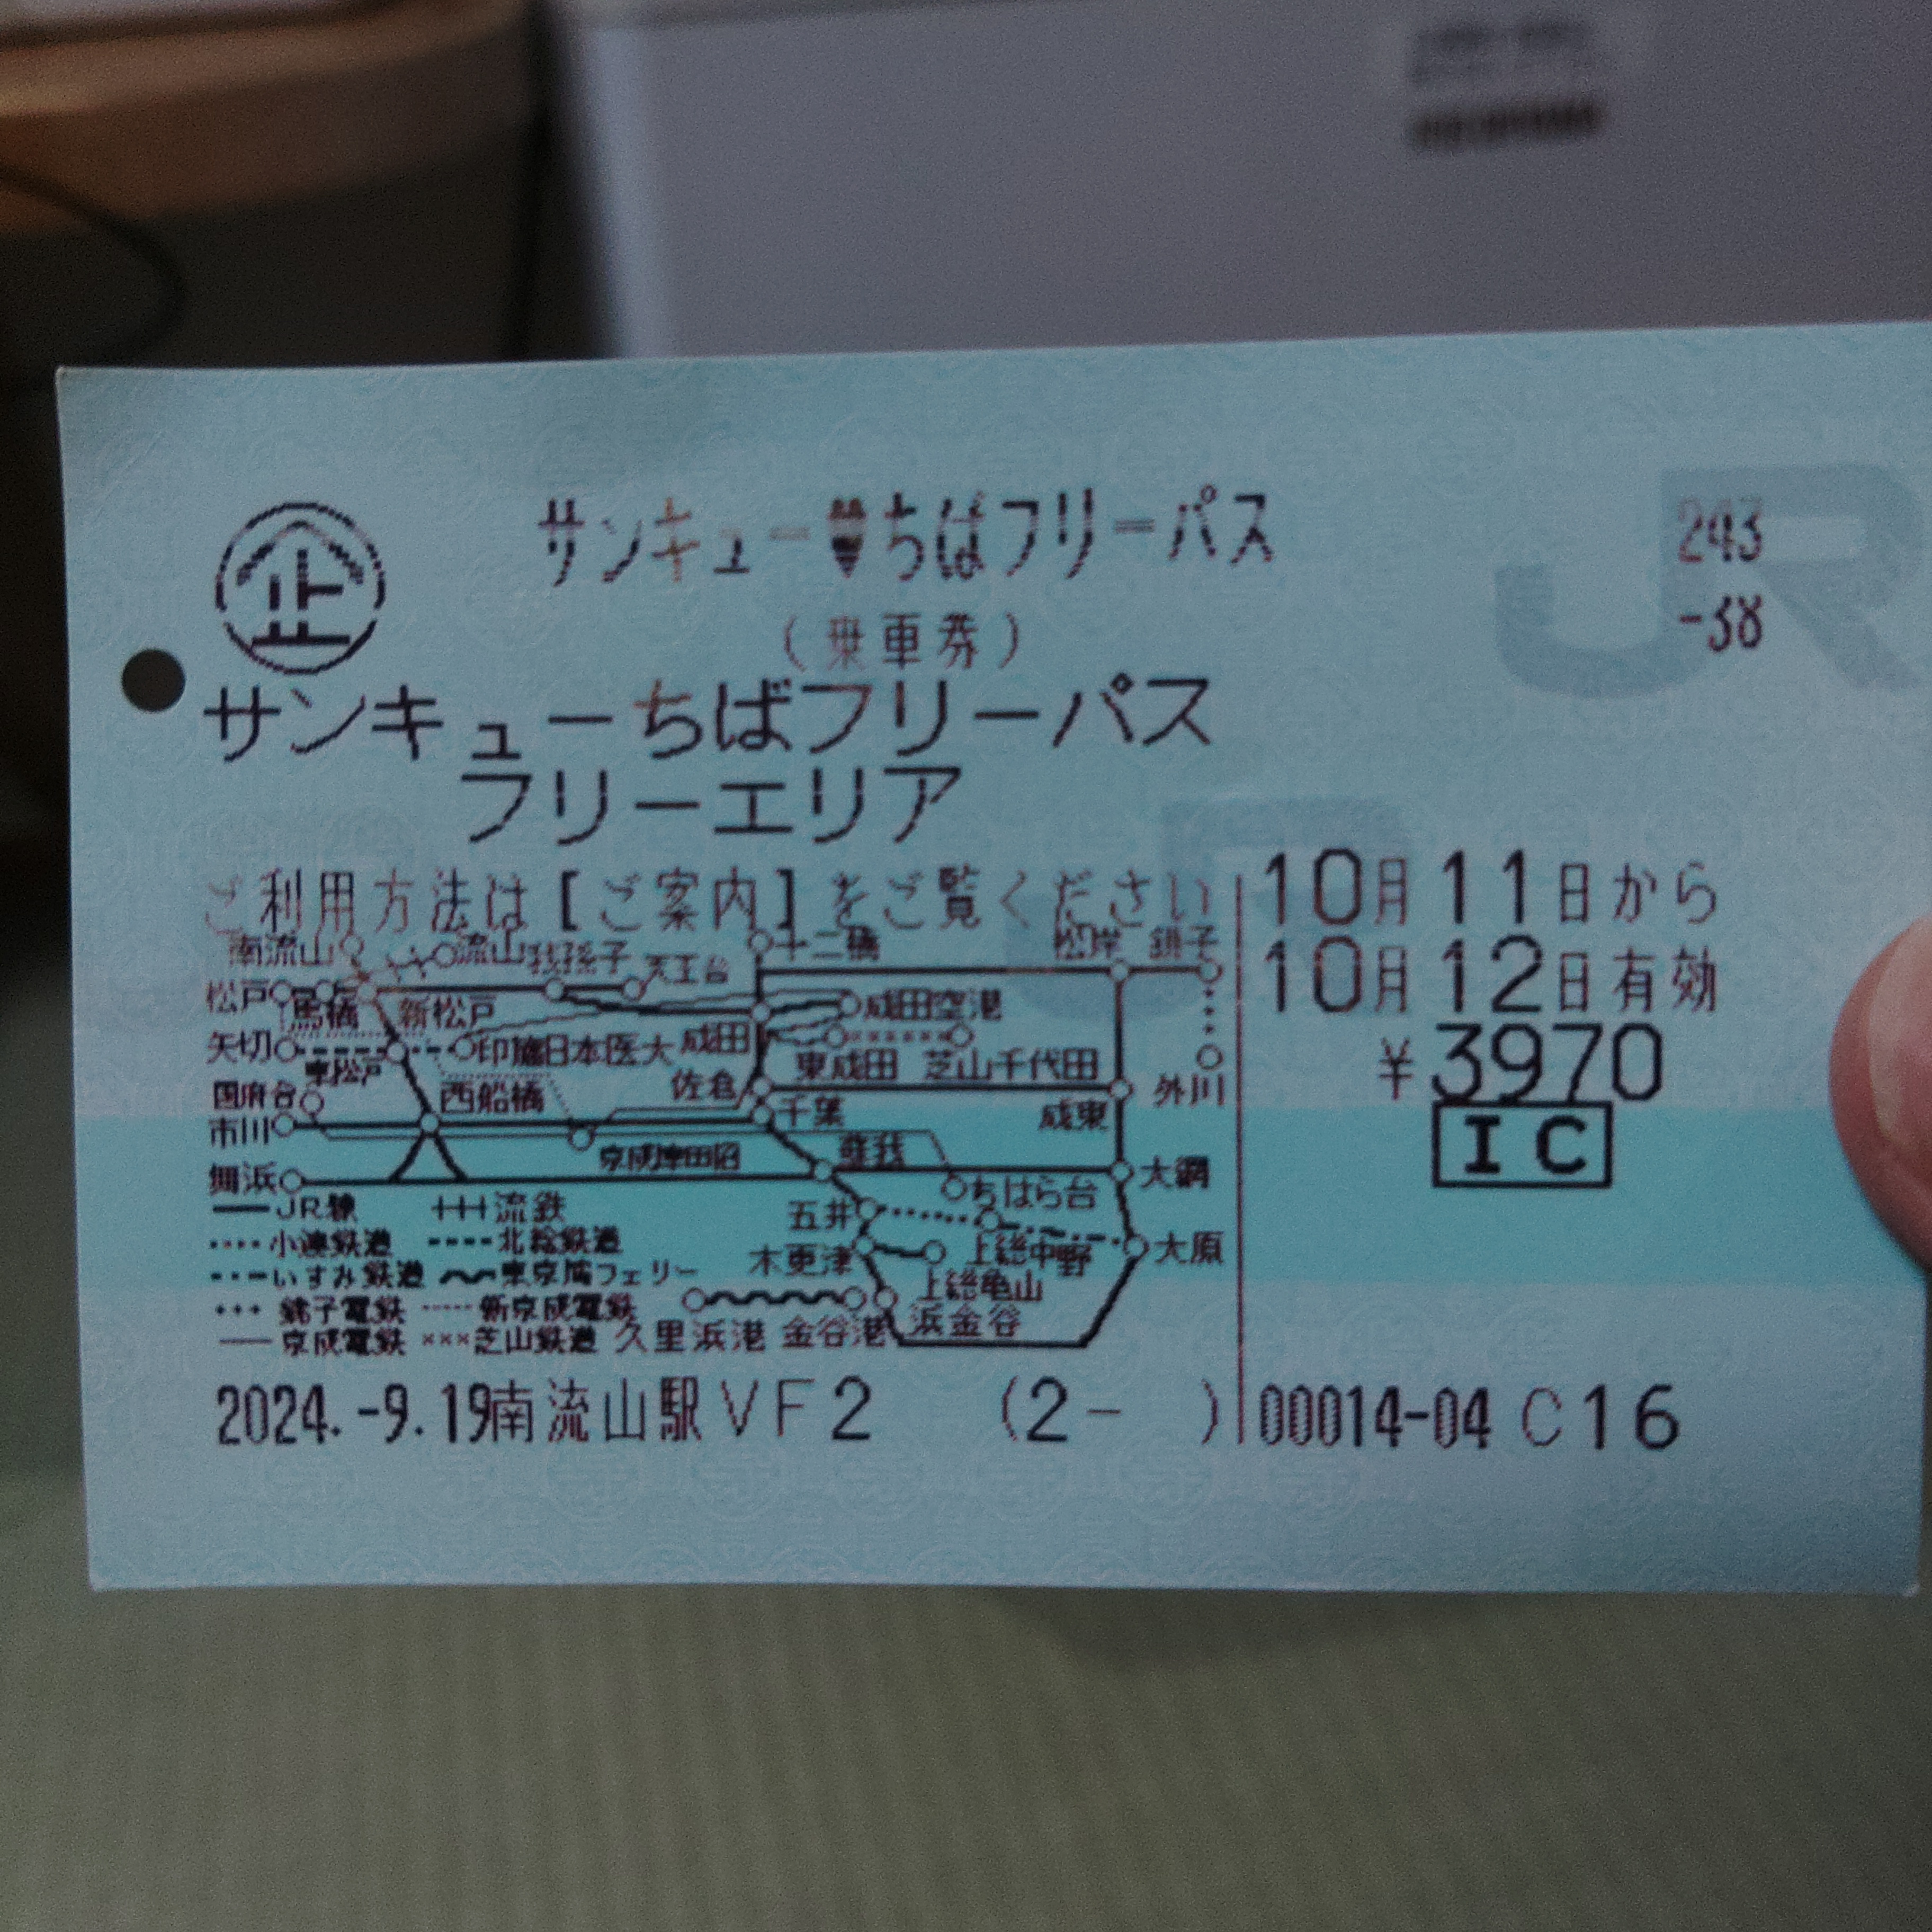 企
サンキュー♥ちばフリーパス
243
-38
(乗車券)
サンキューちばフリーパス
フリーエリア
ご利用方法は【ご案内】をご覧ください
10月11日から
10月12日有効
¥3970
IC
南流山 流山 我孫子 天王台 十二橋 松岸 銚子
松戸 馬橋 新松戸 成田空港
矢切 東松戸 印旛日本医大 成田 東成田 芝山千代田
国府台 西船橋 佐倉 外川
市川 千葉 成東
京成津田沼 蘇我
舞浜 ちはら台 大網
JR線 流鉄 五井
小湊鉄道 北総鉄道 木更津 上総中野 大原
いすみ鉄道 東京湾フェリー 上総亀山
銚子電鉄 新京成電鉄 浜金谷
京成電鉄 芝山鉄道 久里浜港 金谷港
2024.-9.19南流山駅VF2 (2- ) 00014-04 C16
JR